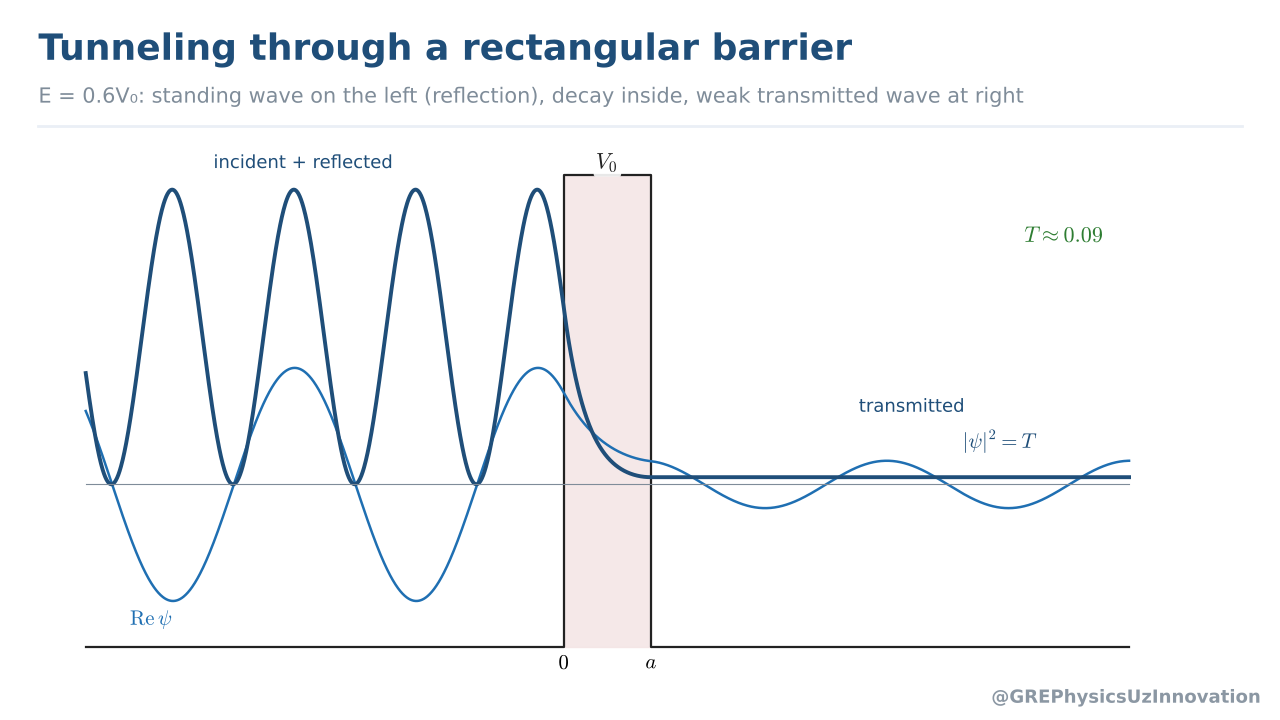 Tunneling through a rectangular barrier
E = 0.6V₀: standing wave on the left (reflection), decay inside, weak transmitted wave at right
incident + reflected
V₀
T ≈ 0.09
transmitted
|ψ|² = T
Re ψ
0
a
@GREPhysicsUzInnovation